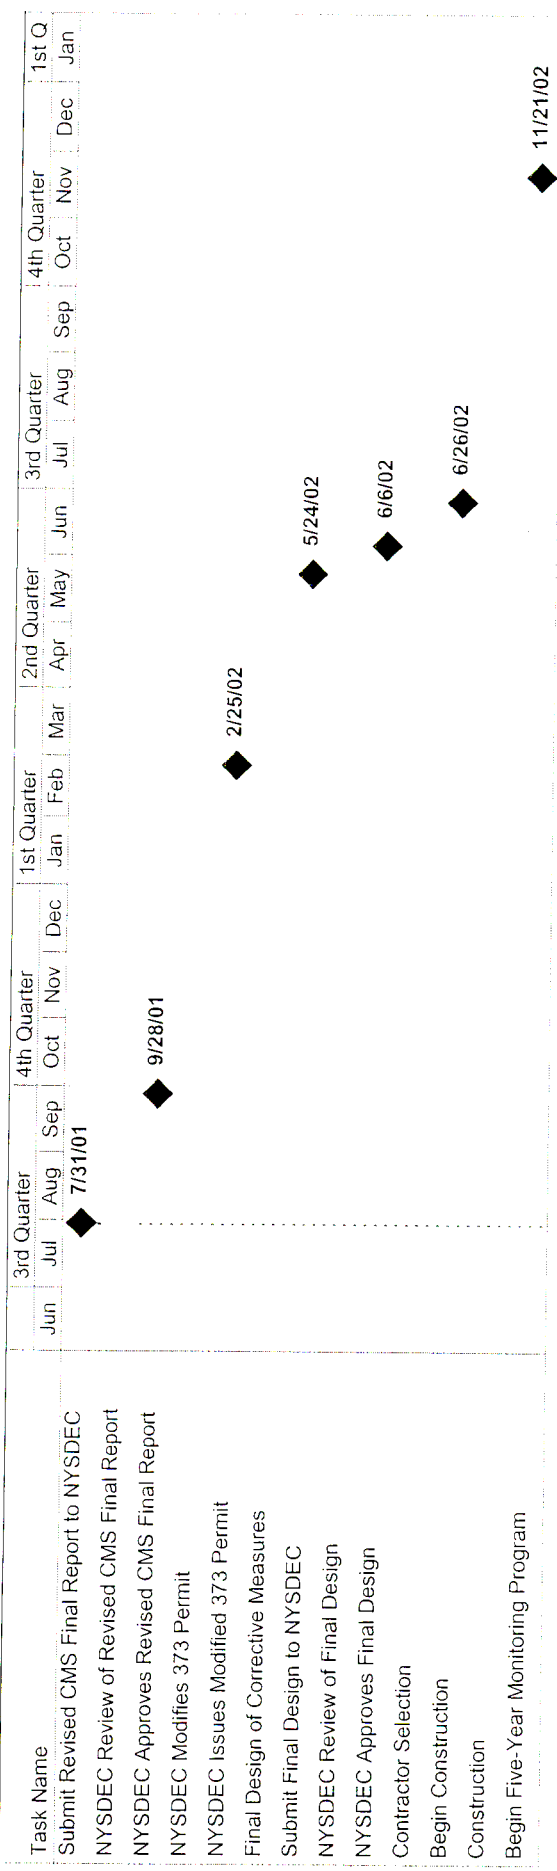 3rd Quarter 4th Quarter 1st Quarter 2nd Quarter 3rd Quarter 4th Quarter 1st Q
Task Name Jun Jul Aug Sep Oct Nov Dec Jan Feb Mar Apr May Jun Jul Aug Sep Oct Nov Dec Jan
Submit Revised CMS Final Report to NYSDEC 7/31/01
NYSDEC Review of Revised CMS Final Report
NYSDEC Approves Revised CMS Final Report 9/28/01
NYSDEC Modifies 373 Permit
NYSDEC Issues Modified 373 Permit 2/25/02
Final Design of Corrective Measures
Submit Final Design to NYSDEC 5/24/02
NYSDEC Review of Final Design
NYSDEC Approves Final Design 6/6/02
Contractor Selection
Begin Construction 6/26/02
Construction
Begin Five-Year Monitoring Program 11/21/02